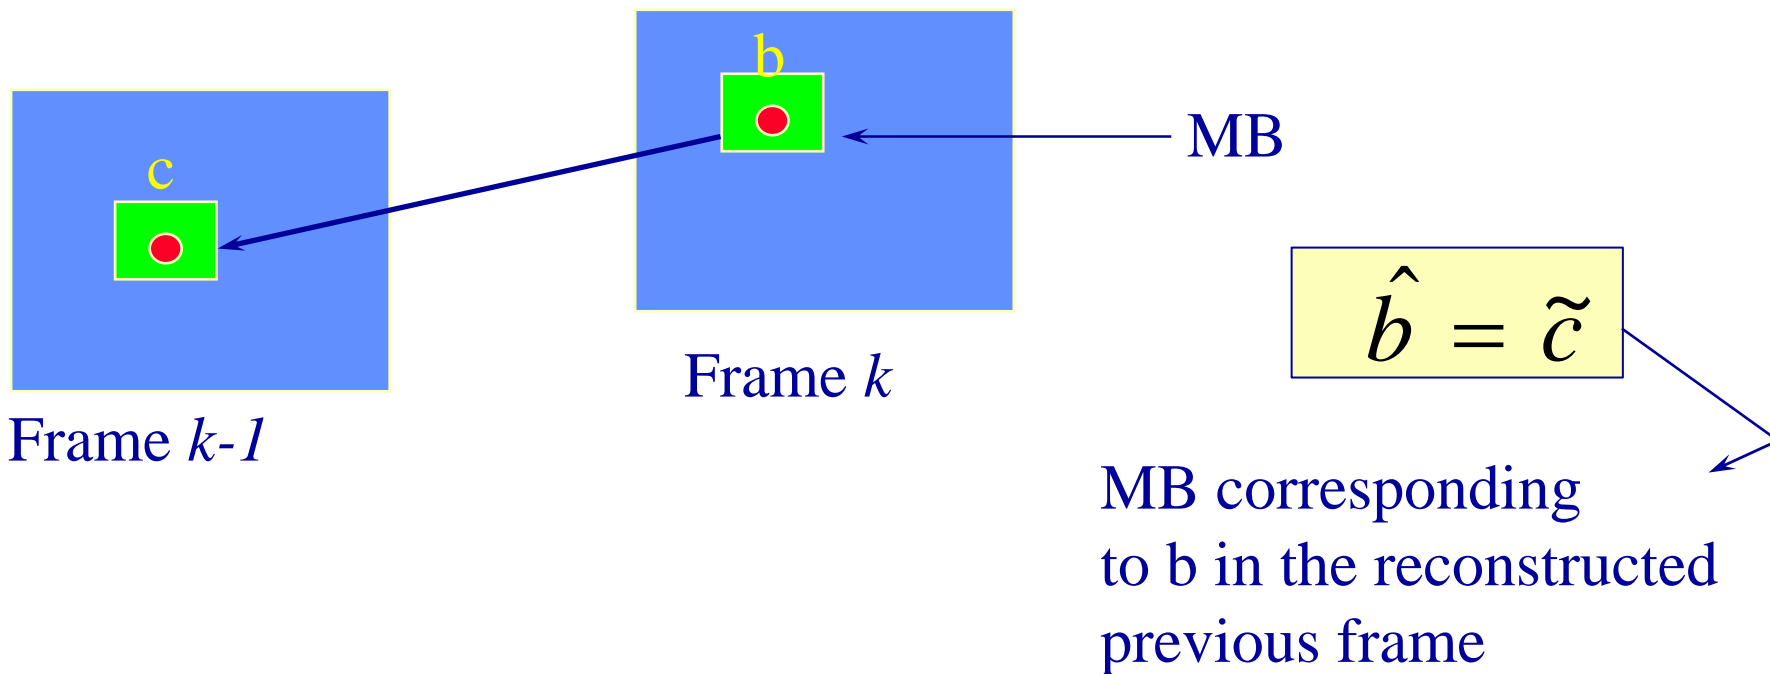 b
MB
c
b̂ = c̃
Frame k
Frame k-1
MB corresponding
to b in the reconstructed
previous frame